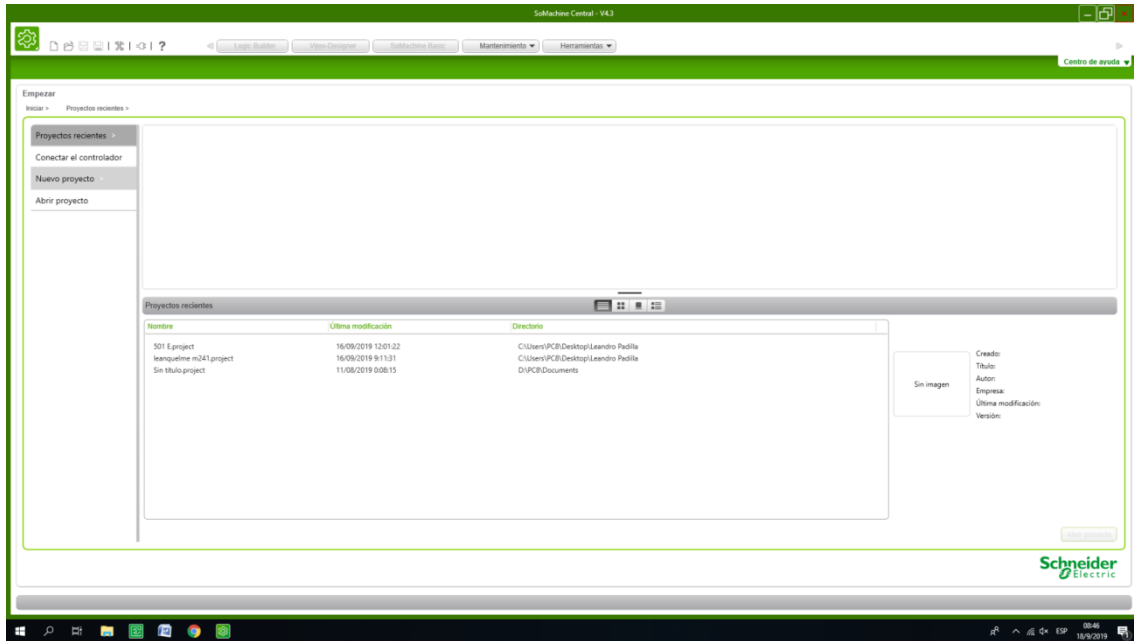 SoMachine Central - V4.3
Logic Builder Vijeo-Designer SoMachine Basic Mantenimiento Herramientas
Centro de ayuda
Empezar
Iniciar > Proyectos recientes >
Proyectos recientes >
Conectar el controlador
Nuevo proyecto >
Abrir proyecto
Proyectos recientes
Nombre Última modificación Directorio
501 E.project 16/09/2019 12:01:22 C:\Users\PCB\Desktop\Leandro Padilla
leanquelme m241.project 16/09/2019 9:11:31 C:\Users\PCB\Desktop\Leandro Padilla
Sin título.project 11/08/2019 0:08:15 D:\PCB\Documents
Sin imagen
Creado:
Título:
Autor:
Empresa:
Última modificación:
Versión:
Abrir proyecto
Schneider
Electric
ESP 08:46
18/9/2019